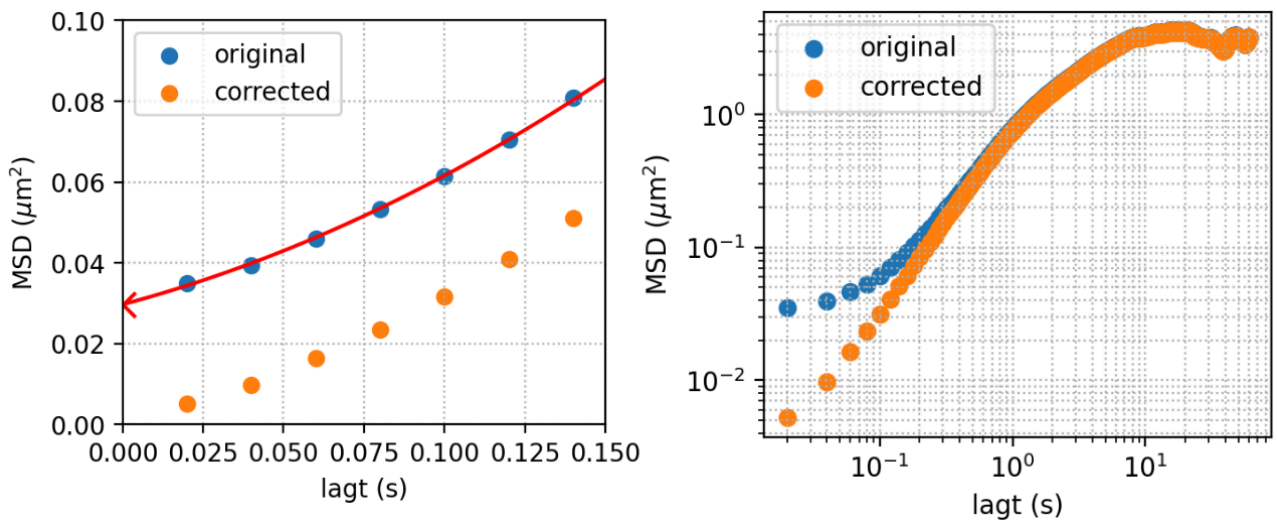 0.10
0.08
0.06
0.04
0.02
0.00
MSD (μm²)
original
corrected
0.000 0.025 0.050 0.075 0.100 0.125 0.150
lagt (s)
10⁰
10⁻¹
10⁻²
MSD (μm²)
original
corrected
10⁻¹ 10⁰ 10¹
lagt (s)